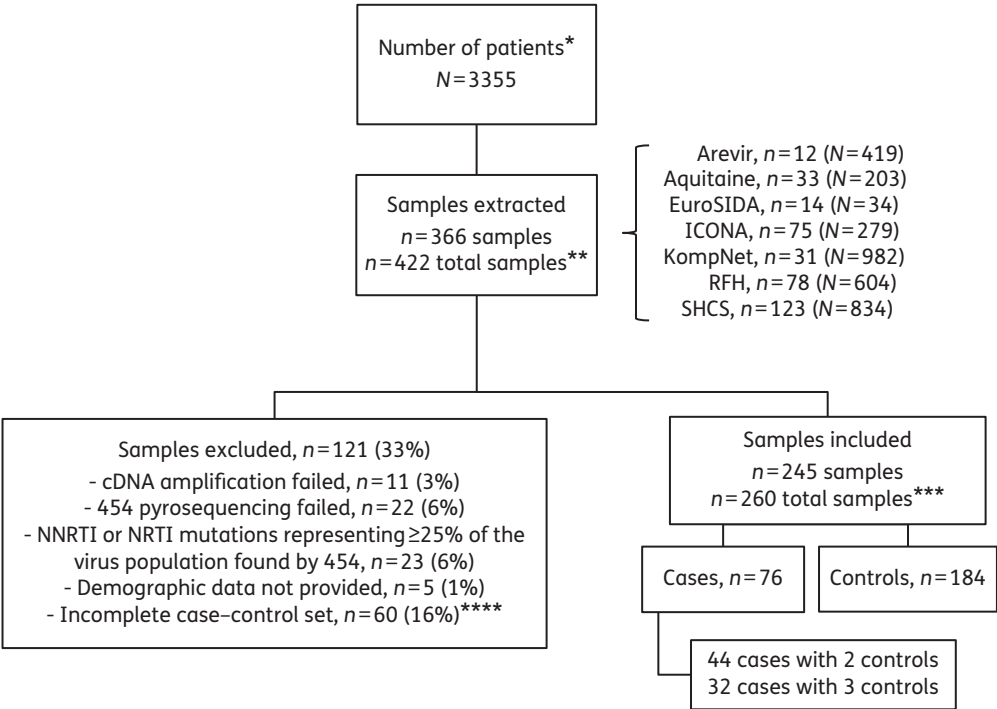 Number of patients*
N=3355
Samples extracted
n=366 samples
n=422 total samples**
Arevir, n=12 (N=419)
Aquitaine, n=33 (N=203)
EuroSIDA, n=14 (N=34)
ICONA, n=75 (N=279)
KompNet, n=31 (N=982)
RFH, n=78 (N=604)
SHCS, n=123 (N=834)
Samples excluded, n=121 (33%)
- cDNA amplification failed, n=11 (3%)
- 454 pyrosequencing failed, n=22 (6%)
- NNRTI or NRTI mutations representing ≥25% of the
virus population found by 454, n=23 (6%)
- Demographic data not provided, n=5 (1%)
- Incomplete case–control set, n=60 (16%)****
Samples included
n=245 samples
n=260 total samples***
Cases, n=76
Controls, n=184
44 cases with 2 controls
32 cases with 3 controls